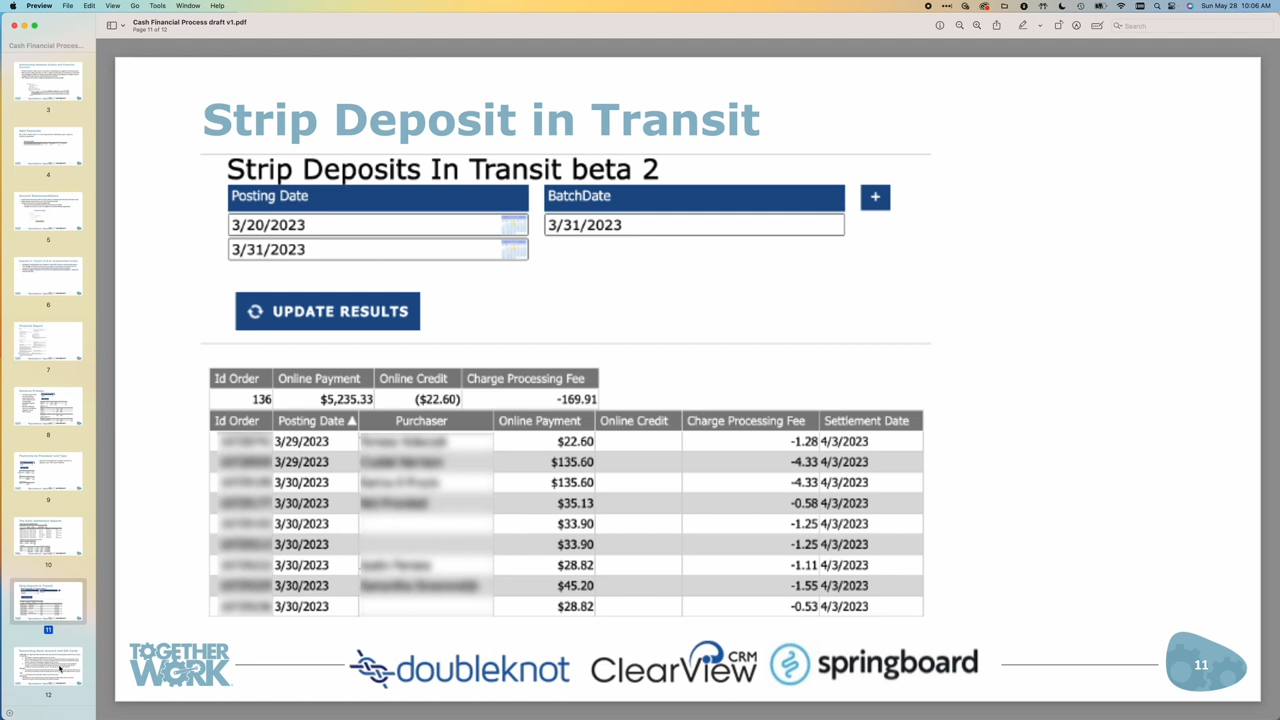 Preview File Edit View Go Tools Window Help
Sun May 28 10:06 AM
Cash Financial Process draft v1.pdf
Page 11 of 12
Search
Cash Financial Proces...
3
4
5
6
7
8
9
10
11
12
Strip Deposit in Transit
Strip Deposits In Transit beta 2
Posting Date BatchDate +
3/20/2023 3/31/2023
3/31/2023
UPDATE RESULTS
Id Order Online Payment Online Credit Charge Processing Fee
136 $5,235.33 ($22.60) -169.91
Id Order Posting Date ▲ Purchaser Online Payment Online Credit Charge Processing Fee Settlement Date
3/29/2023 $22.60 -1.28 4/3/2023
3/29/2023 $135.60 -4.33 4/3/2023
3/30/2023 $135.60 -4.33 4/3/2023
3/30/2023 $35.13 -0.58 4/3/2023
3/30/2023 $33.90 -1.25 4/3/2023
3/30/2023 $33.90 -1.25 4/3/2023
3/30/2023 $28.82 -1.11 4/3/2023
3/30/2023 $45.20 -1.55 4/3/2023
3/30/2023 $28.82 -0.53 4/3/2023
TOGETHER
WORK
doubleknot
ClearView CRM
springboard
11